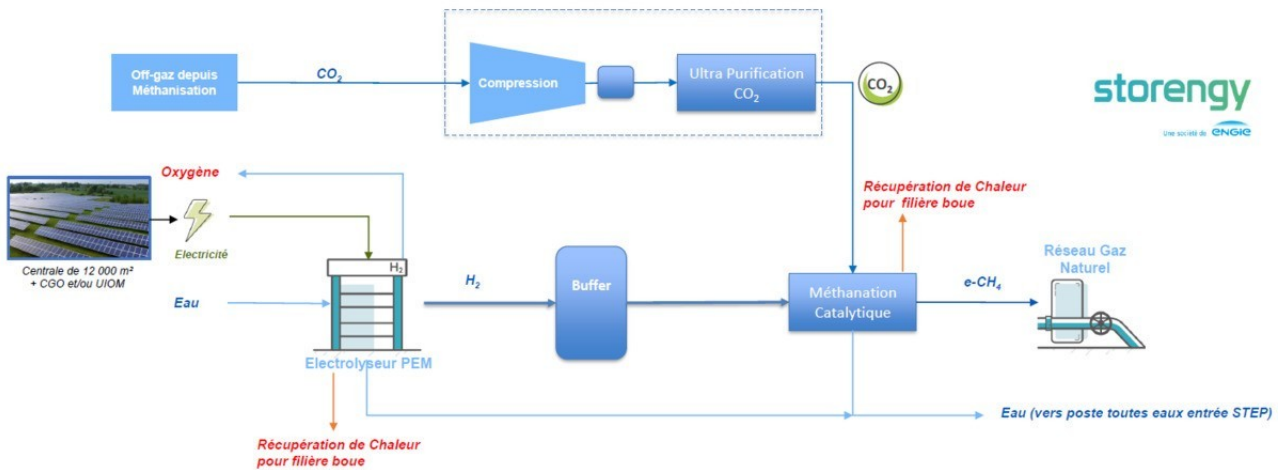 Off-gaz depuis
Méthanisation
CO2
Compression
Ultra Purification
CO2
CO2
storengy
Une société de ENGIE
Oxygène
Récupération de Chaleur
pour filière boue
Electricité
H2
Centrale de 12 000 m²
+ CGO et/ou UIOM
Eau
H2
Buffer
Méthanation
Catalytique
e-CH4
Réseau Gaz
Naturel
Electrolyseur PEM
Eau (vers poste toutes eaux entrée STEP)
Récupération de Chaleur
pour filière boue